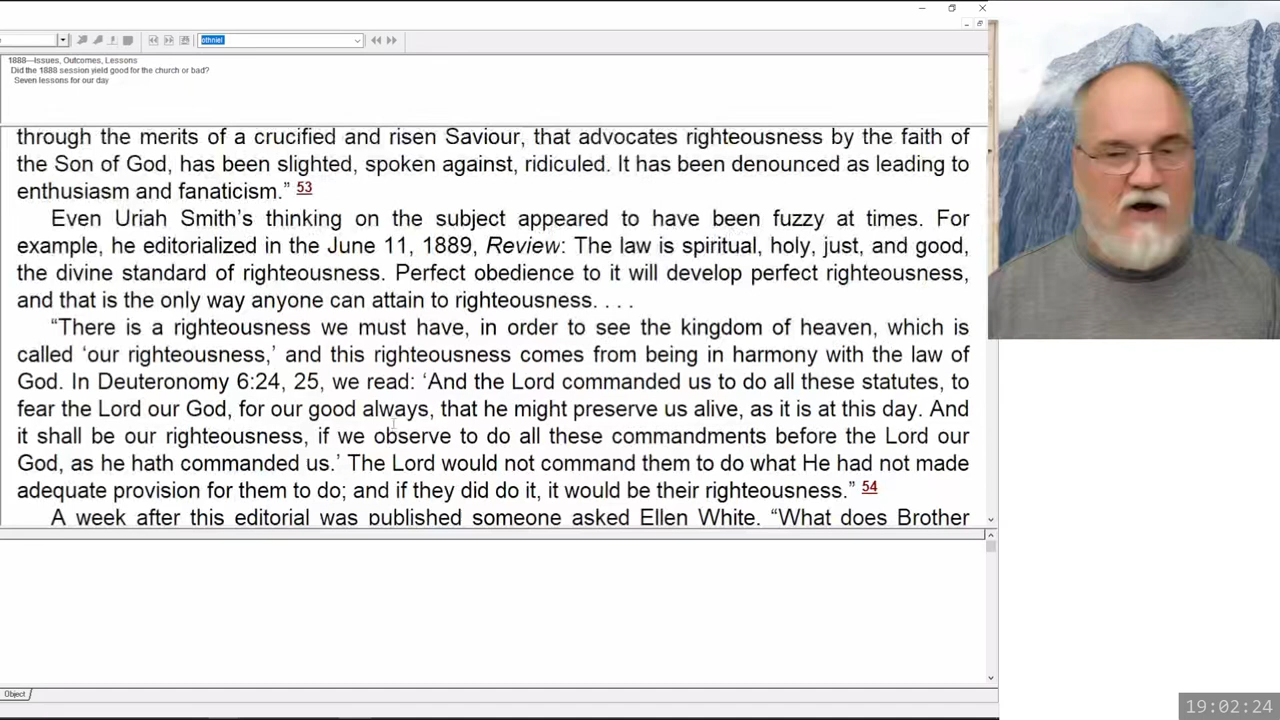 othniel
1888—Issues, Outcomes, Lessons
Did the 1888 session yield good for the church or bad?
Seven lessons for our day
through the merits of a crucified and risen Saviour, that advocates righteousness by the faith of
the Son of God, has been slighted, spoken against, ridiculed. It has been denounced as leading to
enthusiasm and fanaticism.” 53
Even Uriah Smith’s thinking on the subject appeared to have been fuzzy at times. For
example, he editorialized in the June 11, 1889, Review: The law is spiritual, holy, just, and good,
the divine standard of righteousness. Perfect obedience to it will develop perfect righteousness,
and that is the only way anyone can attain to righteousness. . . .
“There is a righteousness we must have, in order to see the kingdom of heaven, which is
called ‘our righteousness,’ and this righteousness comes from being in harmony with the law of
God. In Deuteronomy 6:24, 25, we read: ‘And the Lord commanded us to do all these statutes, to
fear the Lord our God, for our good always, that he might preserve us alive, as it is at this day. And
it shall be our righteousness, if we observe to do all these commandments before the Lord our
God, as he hath commanded us.’ The Lord would not command them to do what He had not made
adequate provision for them to do; and if they did do it, it would be their righteousness.” 54
A week after this editorial was published someone asked Ellen White. “What does Brother
Object
19:02:24